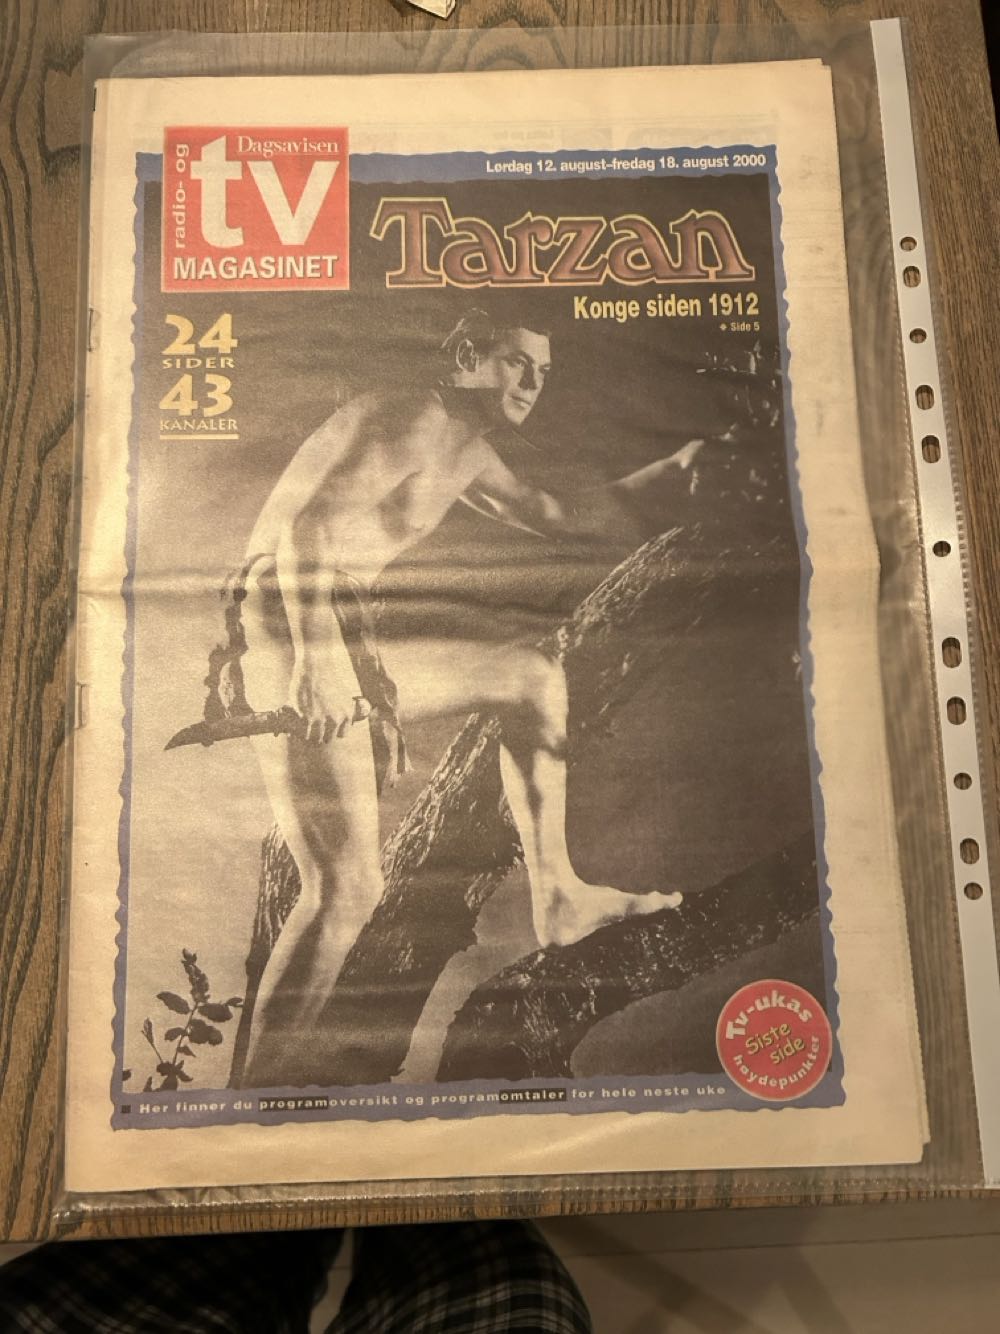 Dagsavisen
radio- og
tv
MAGASINET
Lørdag 12. august-fredag 18. august 2000
Tarzan
Konge siden 1912
Side 5
24
SIDER
43
KANALER
Tv-ukas
Siste
side
høydepunkter
Her finner du programoversikt og programomtaler for hele neste uke